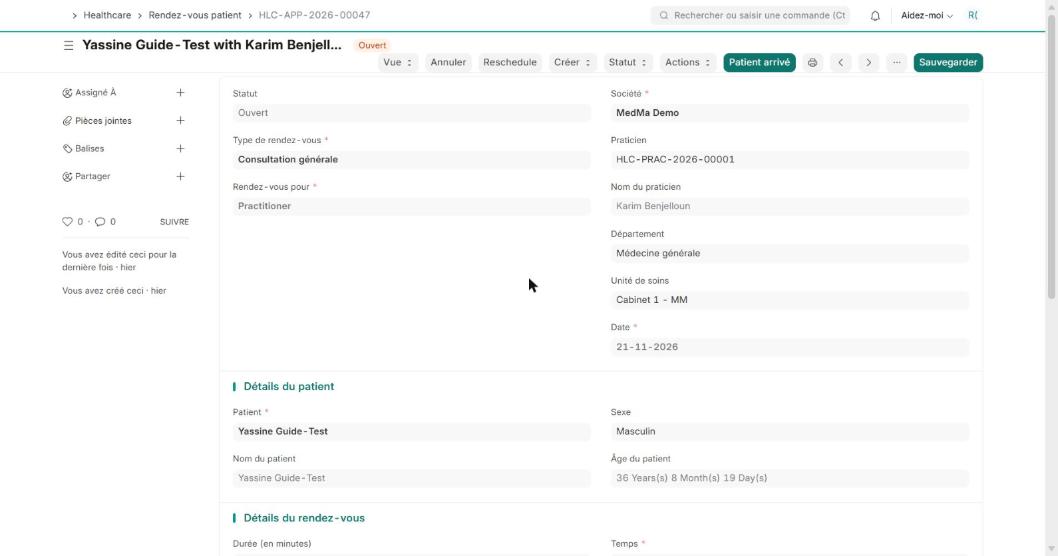 Healthcare
Rendez-vous patient
HLC-APP-2026-00047
Rechercher ou saisir une commande (Ct
Aidez-moi
R(
Yassine Guide-Test with Karim Benjell...
Ouvert
Vue
Annuler
Reschedule
Créer
Statut
Actions
Patient arrivé
...
Sauvegarder
Assigné À
Pièces jointes
Balises
Partager
0 · 0
SUIVRE
Vous avez édité ceci pour la
dernière fois · hier
Vous avez créé ceci · hier
Statut
Ouvert
Type de rendez-vous *
Consultation générale
Rendez-vous pour *
Practitioner
Société *
MedMa Demo
Praticien
HLC-PRAC-2026-00001
Nom du praticien
Karim Benjelloun
Département
Médecine générale
Unité de soins
Cabinet 1 - MM
Date *
21-11-2026
Détails du patient
Patient *
Yassine Guide-Test
Nom du patient
Yassine Guide-Test
Sexe
Masculin
Âge du patient
36 Years(s) 8 Month(s) 19 Day(s)
Détails du rendez-vous
Durée (en minutes)
Temps *